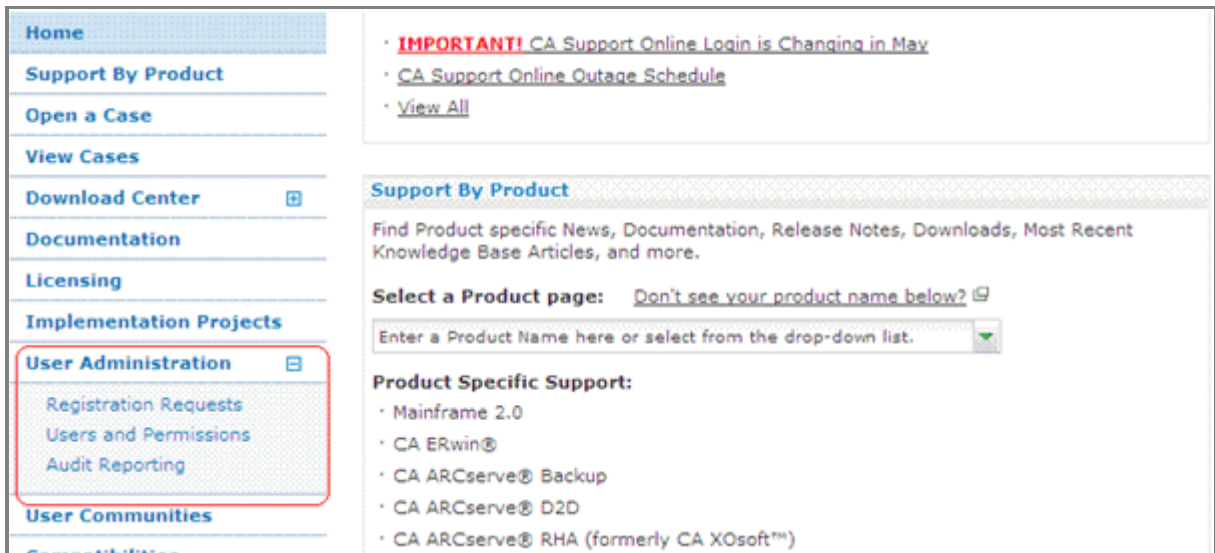 Home
Support By Product
Open a Case
View Cases
Download Center
Documentation
Licensing
Implementation Projects
User Administration
Registration Requests
Users and Permissions
Audit Reporting
User Communities
· IMPORTANT! CA Support Online Login is Changing in May
· CA Support Online Outage Schedule
· View All
Support By Product
Find Product specific News, Documentation, Release Notes, Downloads, Most Recent
Knowledge Base Articles, and more.
Select a Product page: Don't see your product name below?
Enter a Product Name here or select from the drop-down list.
Product Specific Support:
· Mainframe 2.0
· CA ERwin®
· CA ARCserve® Backup
· CA ARCserve® D2D
· CA ARCserve® RHA (formerly CA XOsoft™)